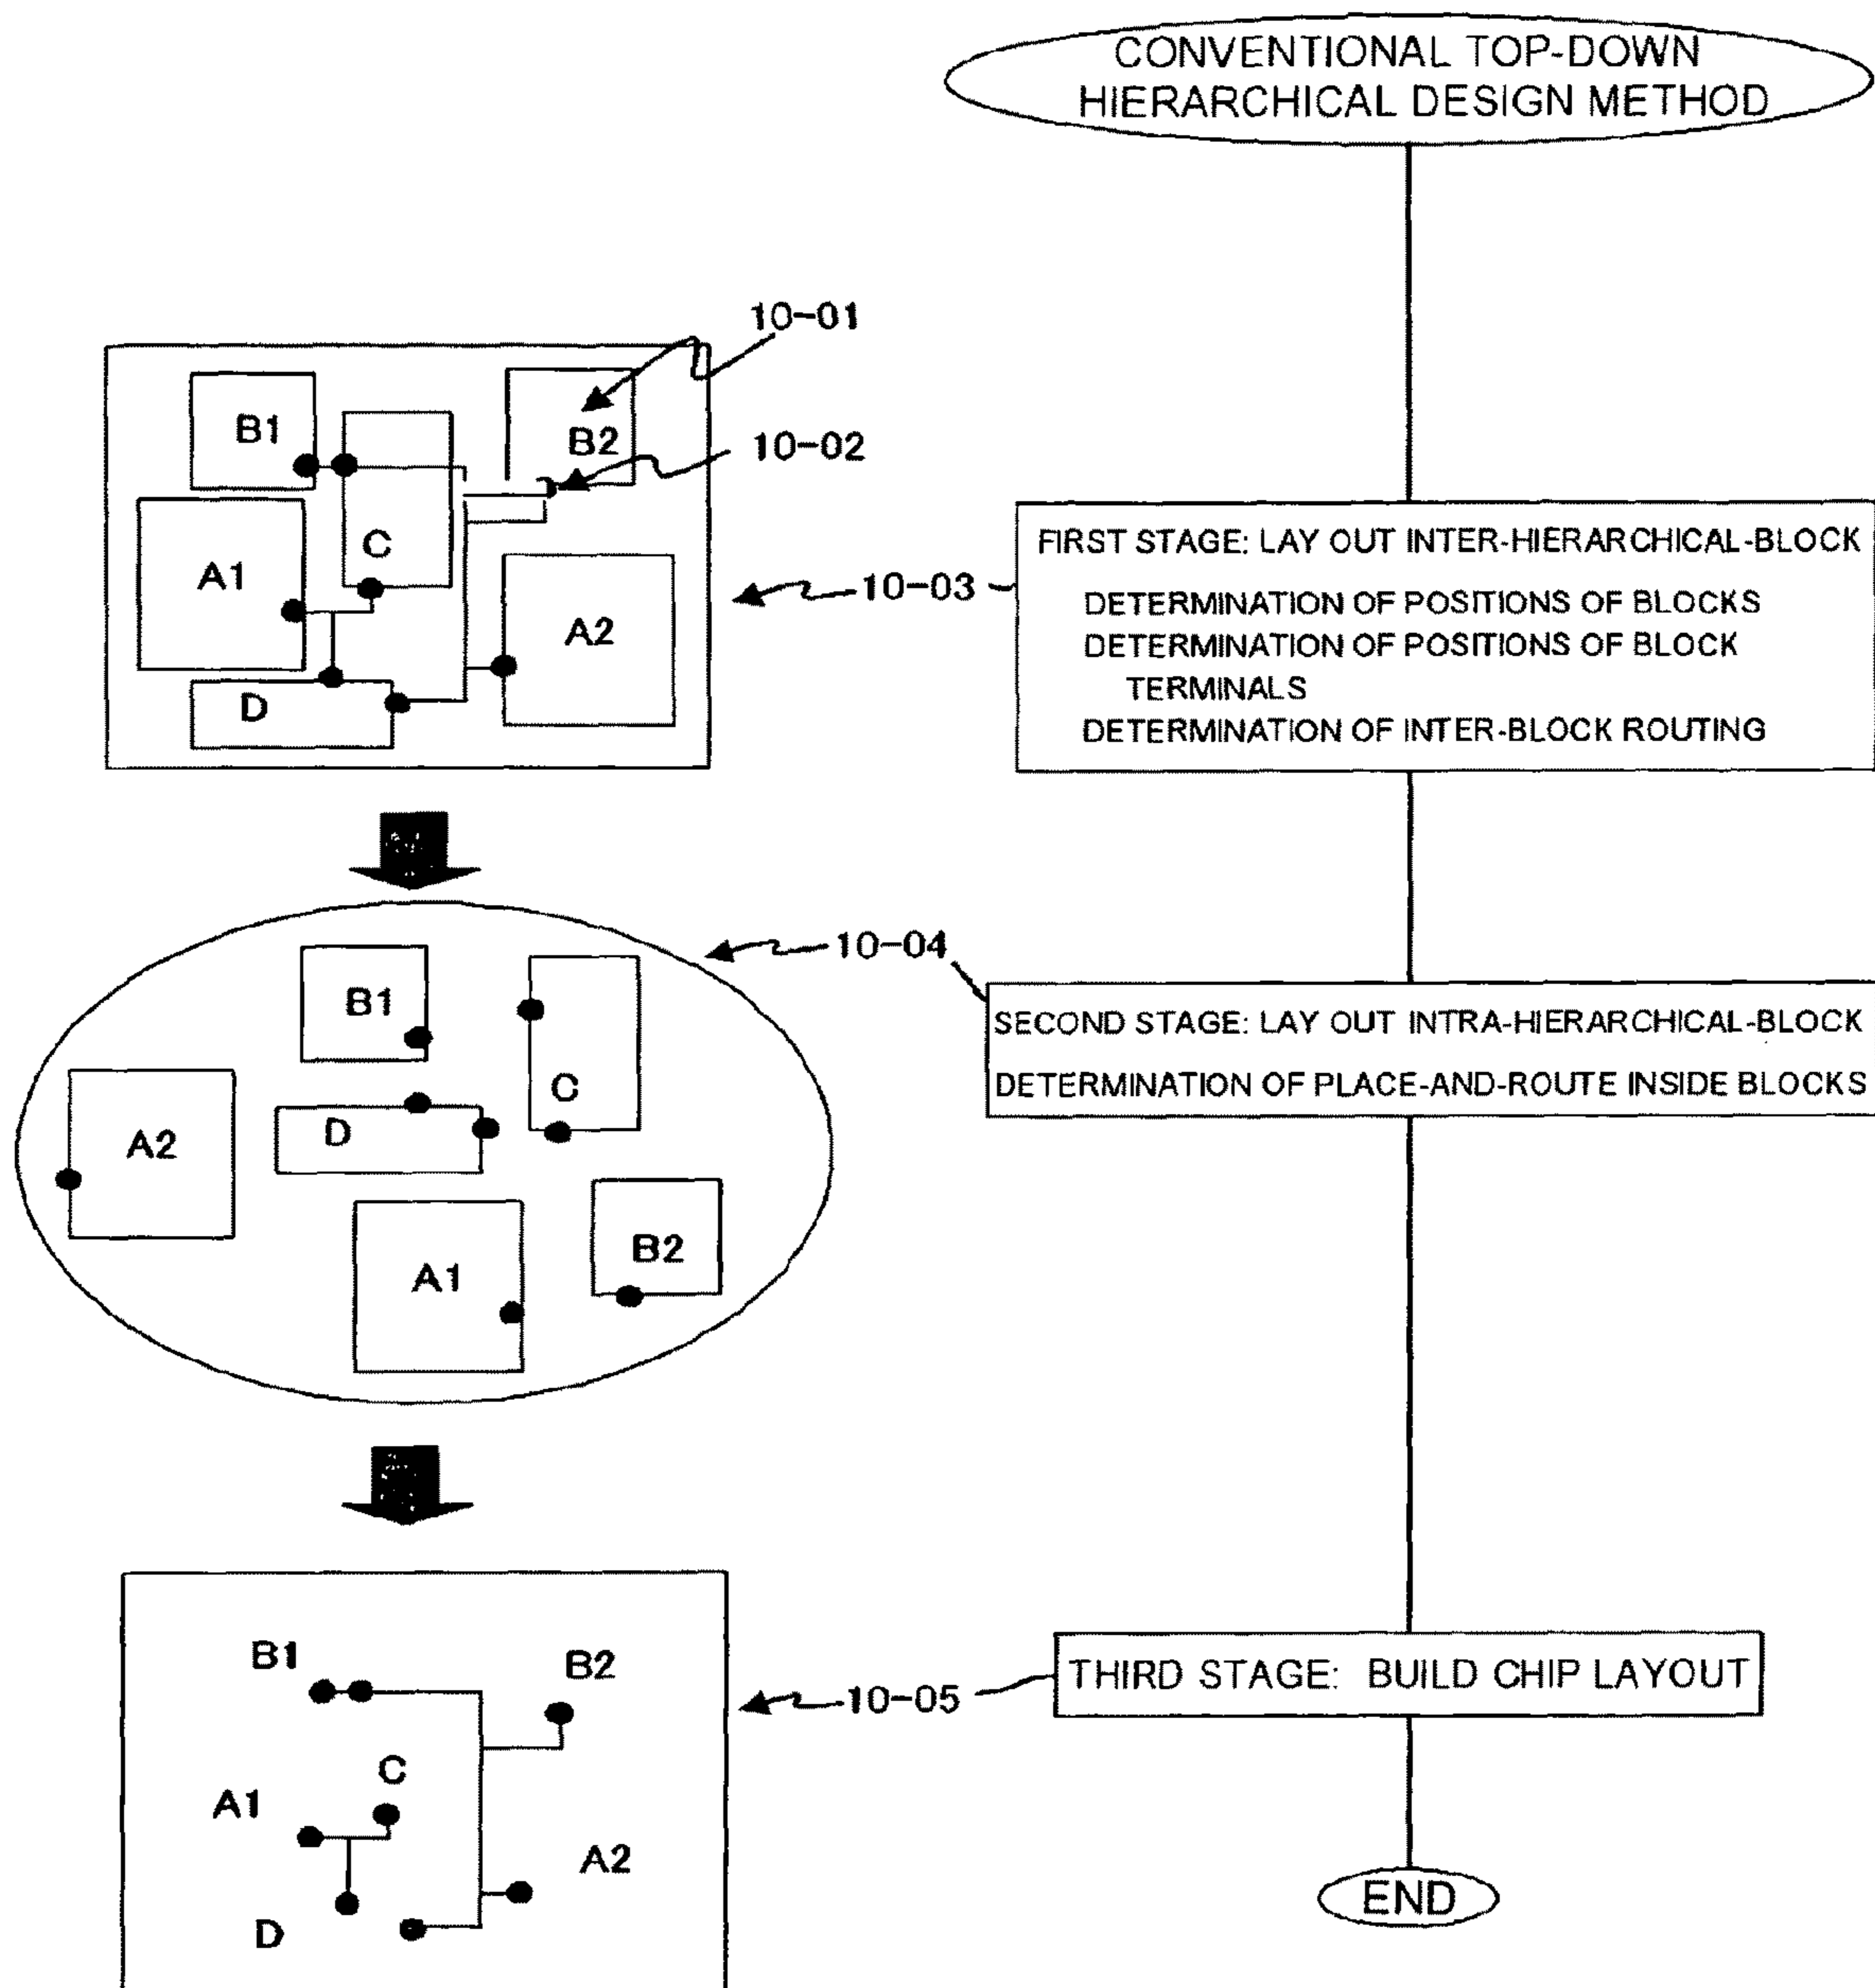 CONVENTIONAL TOP-DOWN
HIERARCHICAL DESIGN METHOD
10-01
B1
B2
10-02
C
A1
10-03
A2
D
FIRST STAGE: LAY OUT INTER-HIERARCHICAL-BLOCK
DETERMINATION OF POSITIONS OF BLOCKS
DETERMINATION OF POSITIONS OF BLOCK
TERMINALS
DETERMINATION OF INTER-BLOCK ROUTING
10-04
B1
C
D
A2
B2
A1
SECOND STAGE: LAY OUT INTRA-HIERARCHICAL-BLOCK
DETERMINATION OF PLACE-AND-ROUTE INSIDE BLOCKS
B1
B2
10-05
C
A1
A2
D
THIRD STAGE: BUILD CHIP LAYOUT
END